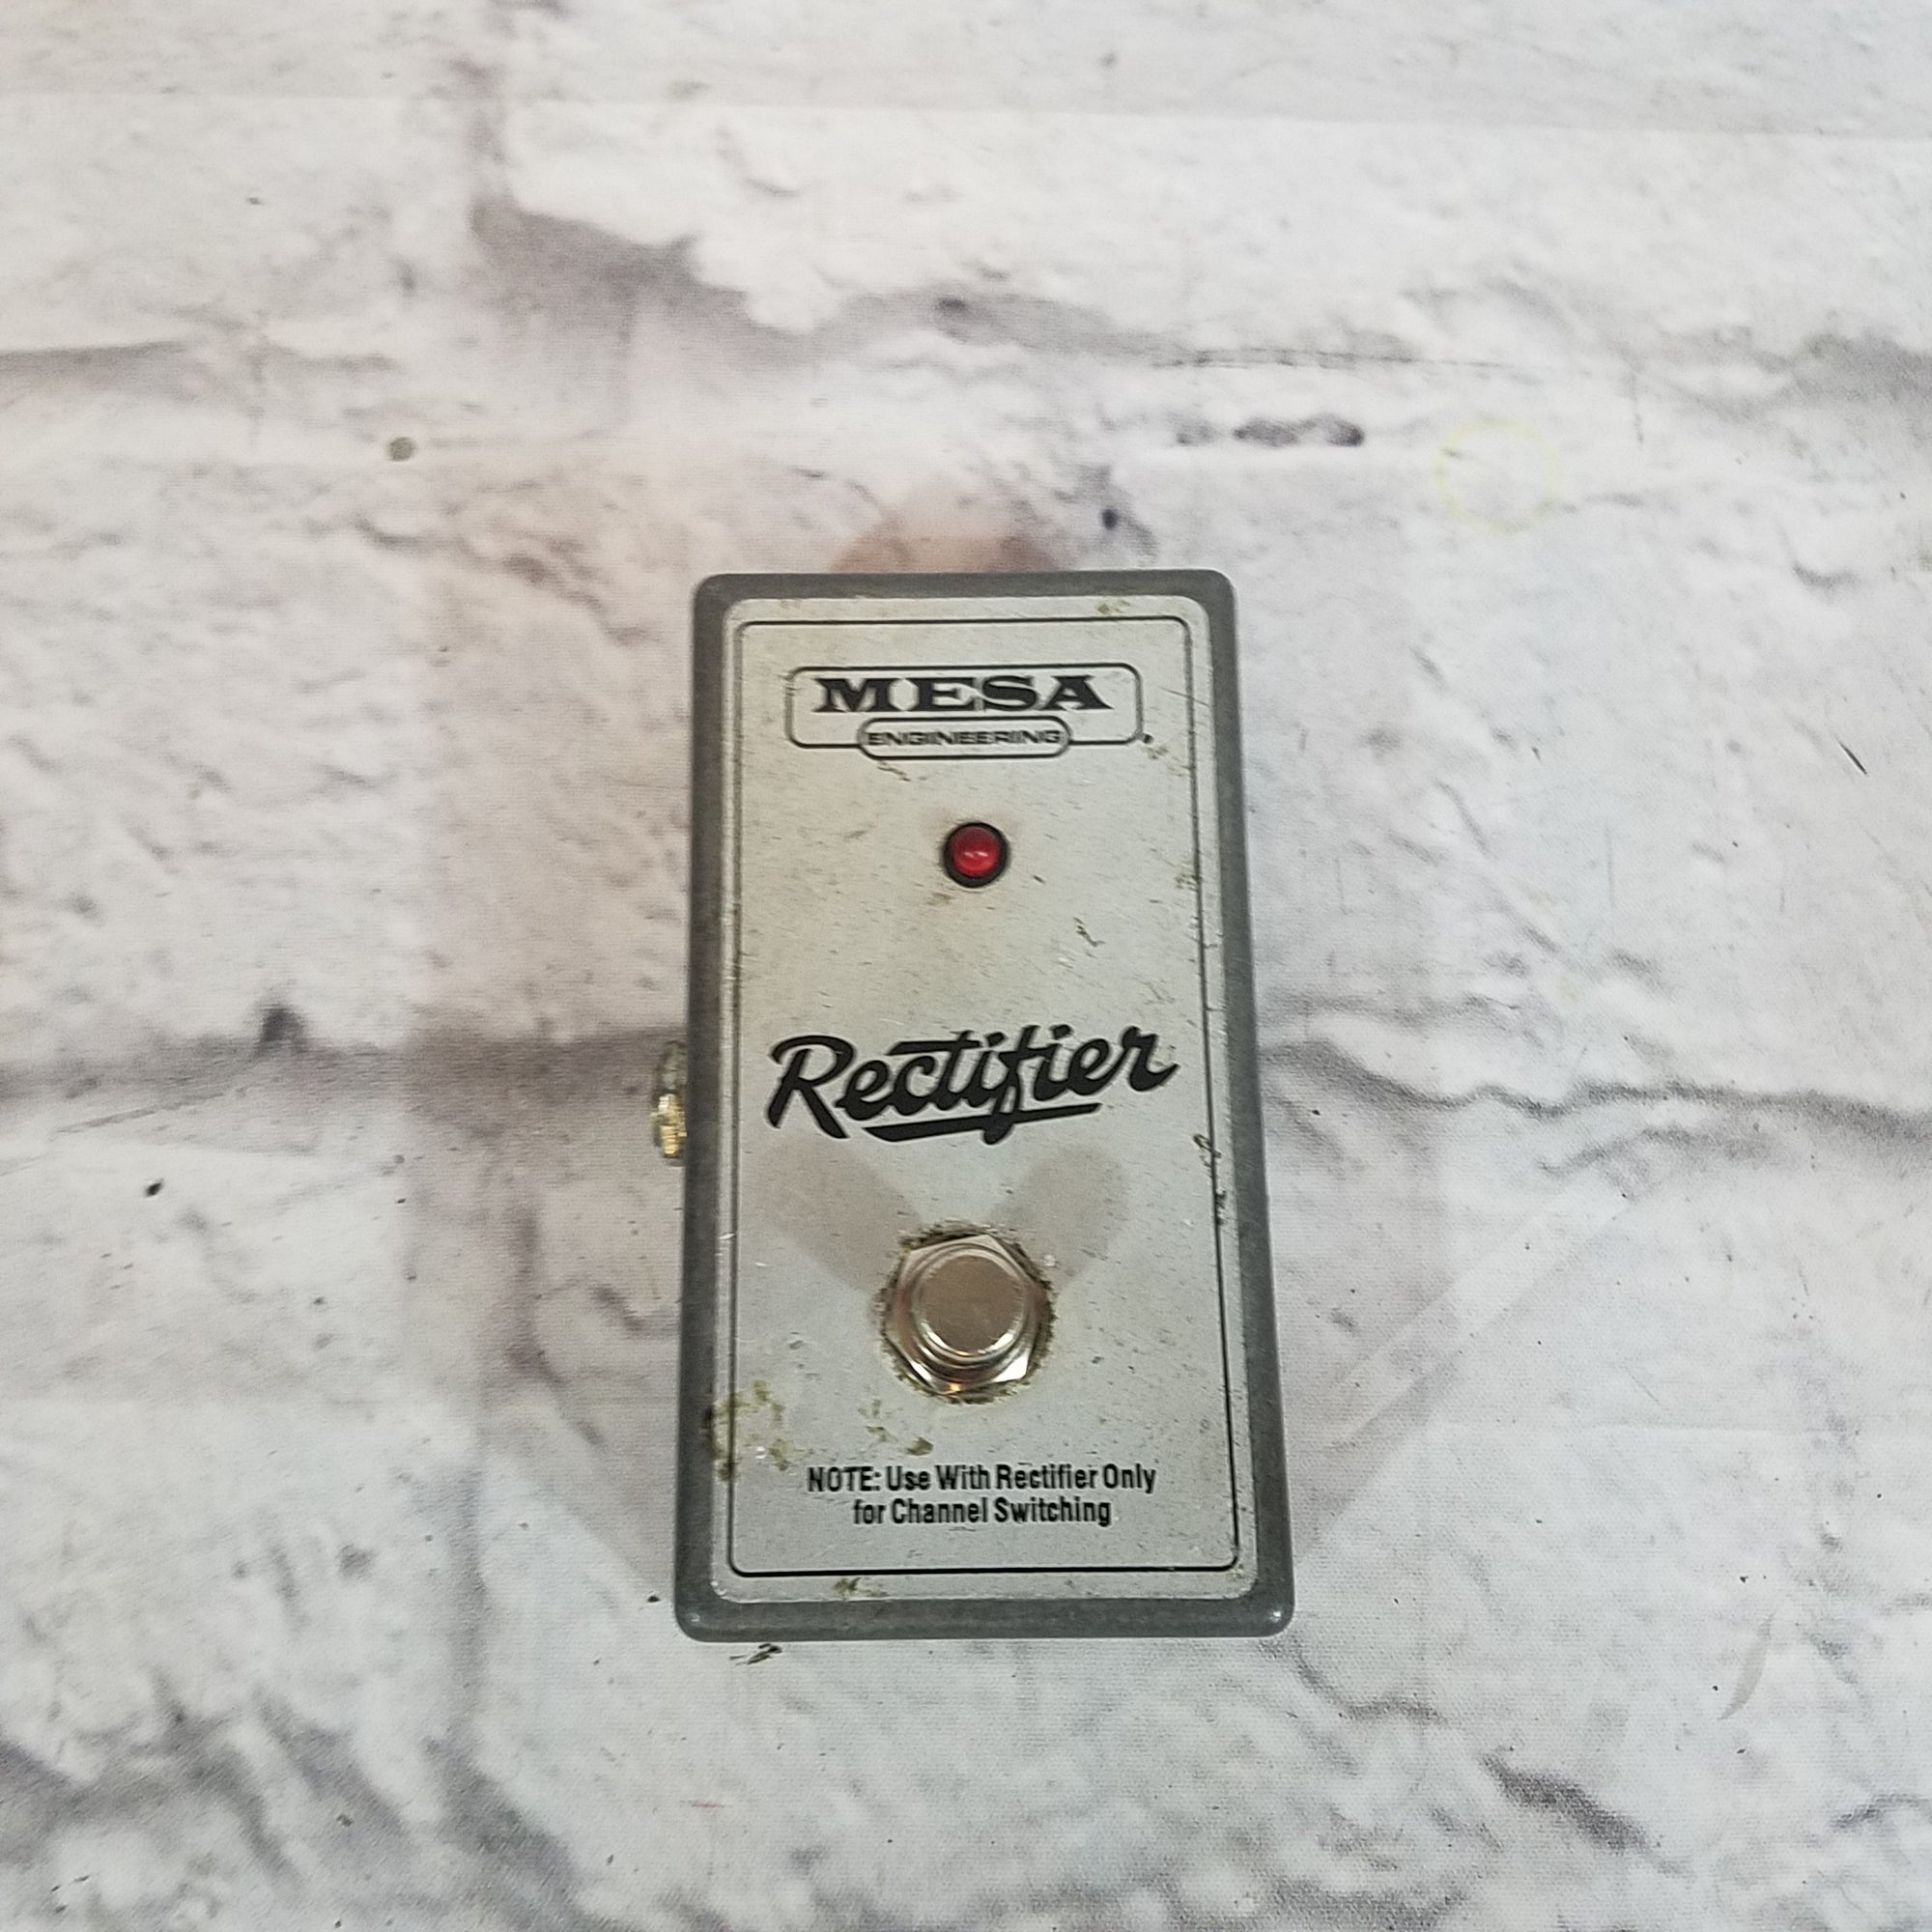 MESA
ENGINEERING
Rectifier
NOTE: Use With Rectifier Only
for Channel Switching